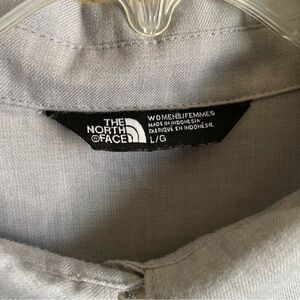 THE
NORTH
FACE
WOMENS/FEMMES
MADE IN INDONESIA
FABRIQUÉ EN INDONÉSIE
L/G